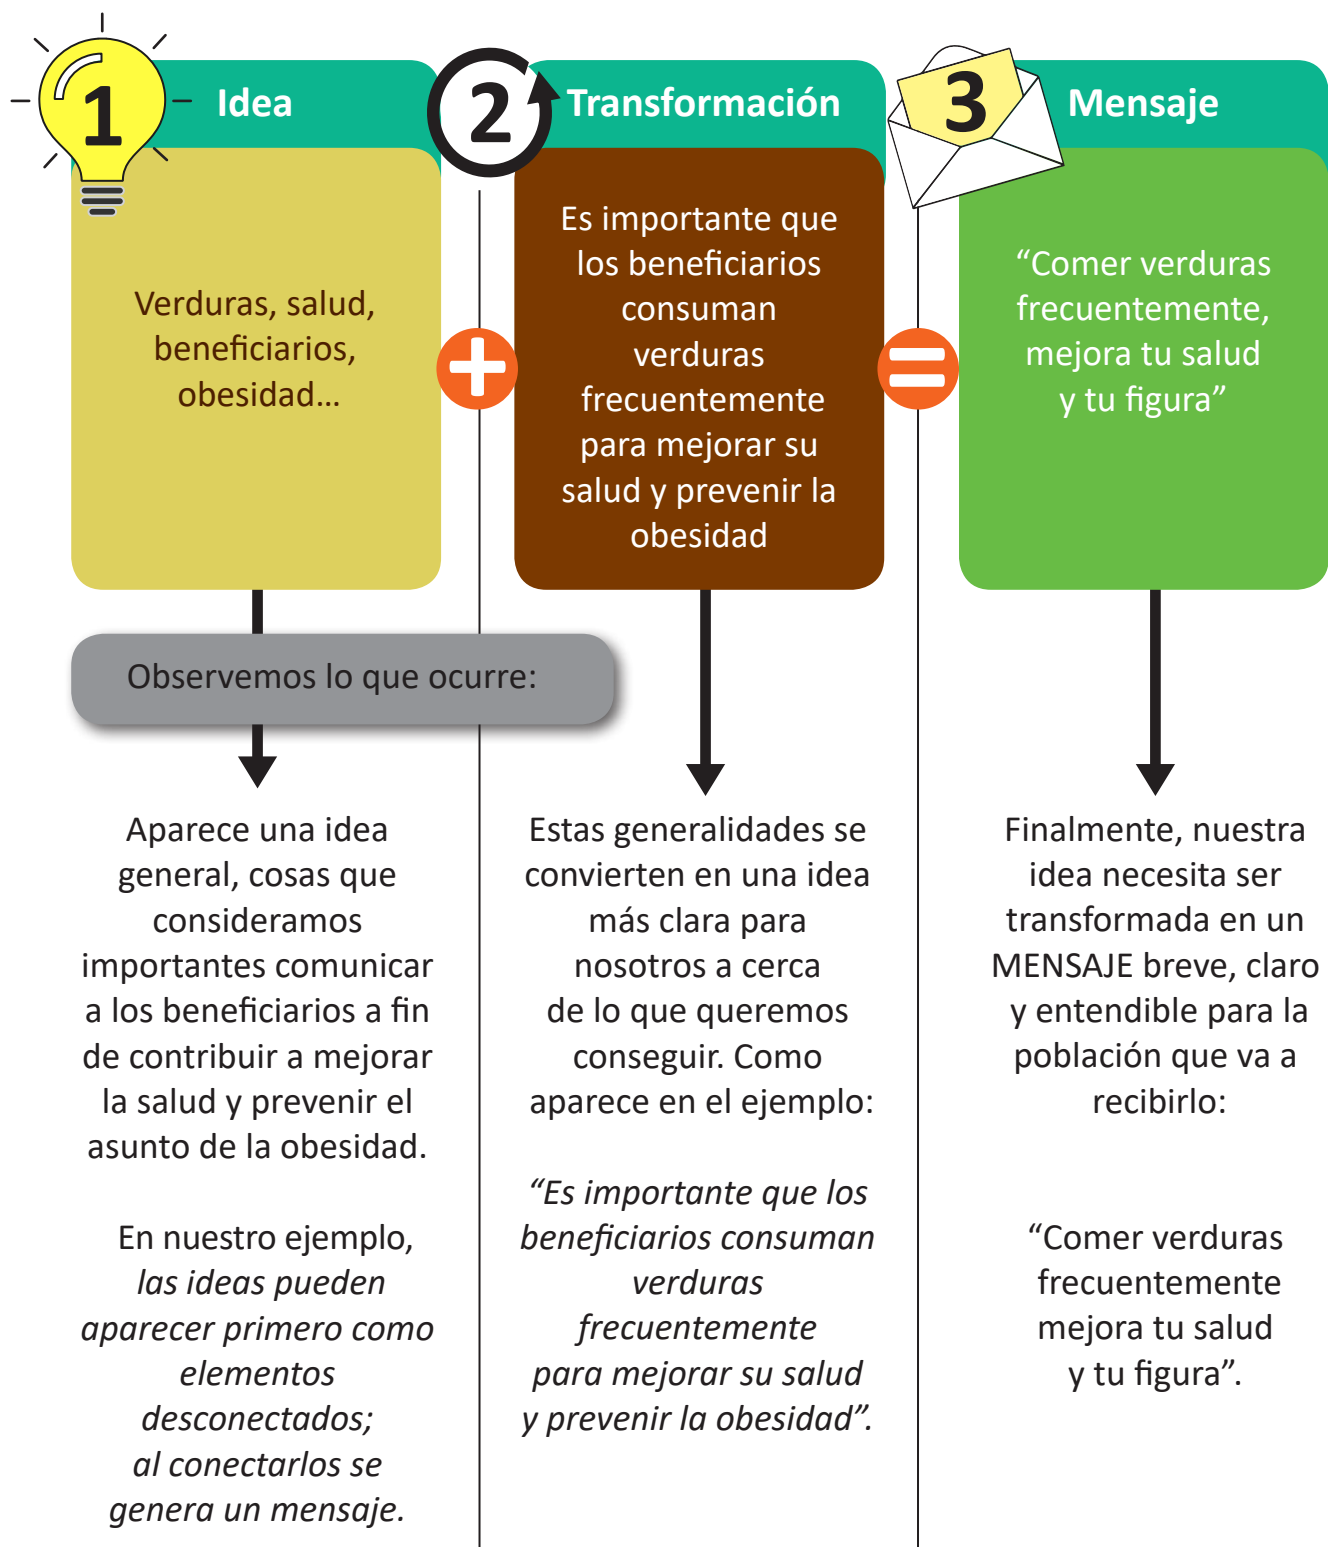 1
Idea
Verduras, salud,
beneficiarios,
obesidad...
2
Transformación
Es importante que
los beneficiarios
consuman
verduras
frecuentemente
para mejorar su
salud y prevenir la
obesidad
3
Mensaje
“Comer verduras
frecuentemente,
mejora tu salud
y tu figura”
+
=
Observemos lo que ocurre:
Aparece una idea
general, cosas que
consideramos
importantes comunicar
a los beneficiarios a fin
de contribuir a mejorar
la salud y prevenir el
asunto de la obesidad.
En nuestro ejemplo,
las ideas pueden
aparecer primero como
elementos
desconectados;
al conectarlos se
genera un mensaje.
Estas generalidades se
convierten en una idea
más clara para
nosotros a cerca
de lo que queremos
conseguir. Como
aparece en el ejemplo:
“Es importante que los
beneficiarios consuman
verduras
frecuentemente
para mejorar su salud
y prevenir la obesidad”.
Finalmente, nuestra
idea necesita ser
transformada en un
MENSAJE breve, claro
y entendible para la
población que va a
recibirlo:
“Comer verduras
frecuentemente
mejora tu salud
y tu figura”.